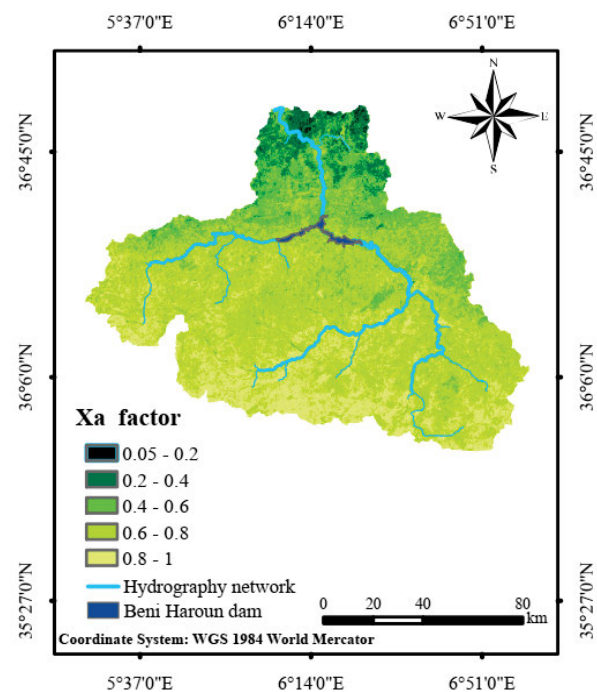 5°37'0"E 6°14'0"E 6°51'0"E
N
W E
S
36°45'0"N 36°45'0"N
36°6'0"N 36°6'0"N
35°27'0"N 35°27'0"N
Xa factor
0.05 - 0.2
0.2 - 0.4
0.4 - 0.6
0.6 - 0.8
0.8 - 1
Hydrography network
Beni Haroun dam
0 20 40 80
km
Coordinate System: WGS 1984 World Mercator
5°37'0"E 6°14'0"E 6°51'0"E